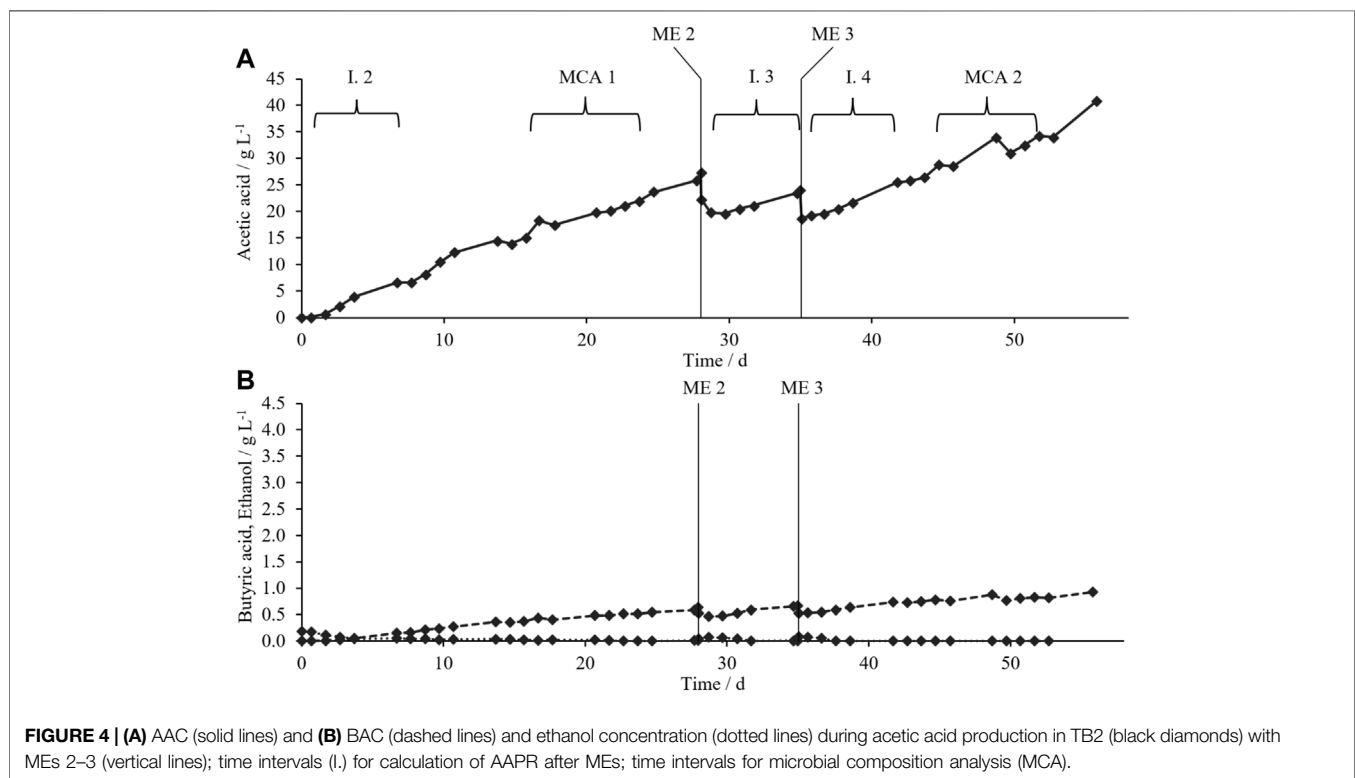 A
ME 2
ME 3
I. 2
MCA 1
I. 3
I. 4
MCA 2
45
40
35
30
25
20
15
10
5
0
Acetic acid / g L⁻¹
0
10
20
30
40
50
Time / d
B
ME 2
ME 3
4.5
4.0
3.5
3.0
2.5
2.0
1.5
1.0
0.5
0.0
Butyric acid, Ethanol / g L⁻¹
0
10
20
30
40
50
Time / d
FIGURE 4 | (A) AAC (solid lines) and (B) BAC (dashed lines) and ethanol concentration (dotted lines) during acetic acid production in TB2 (black diamonds) with
MEs 2–3 (vertical lines); time intervals (I.) for calculation of AAPR after MEs; time intervals for microbial composition analysis (MCA).